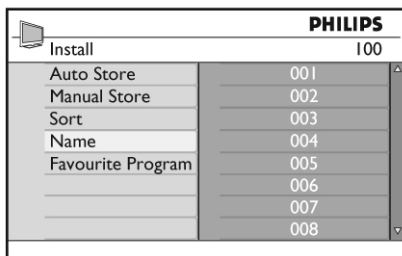 PHILIPS
Install 100
Auto Store 001
Manual Store 002
Sort 003
Name 004
Favourite Program 005
006
007
008